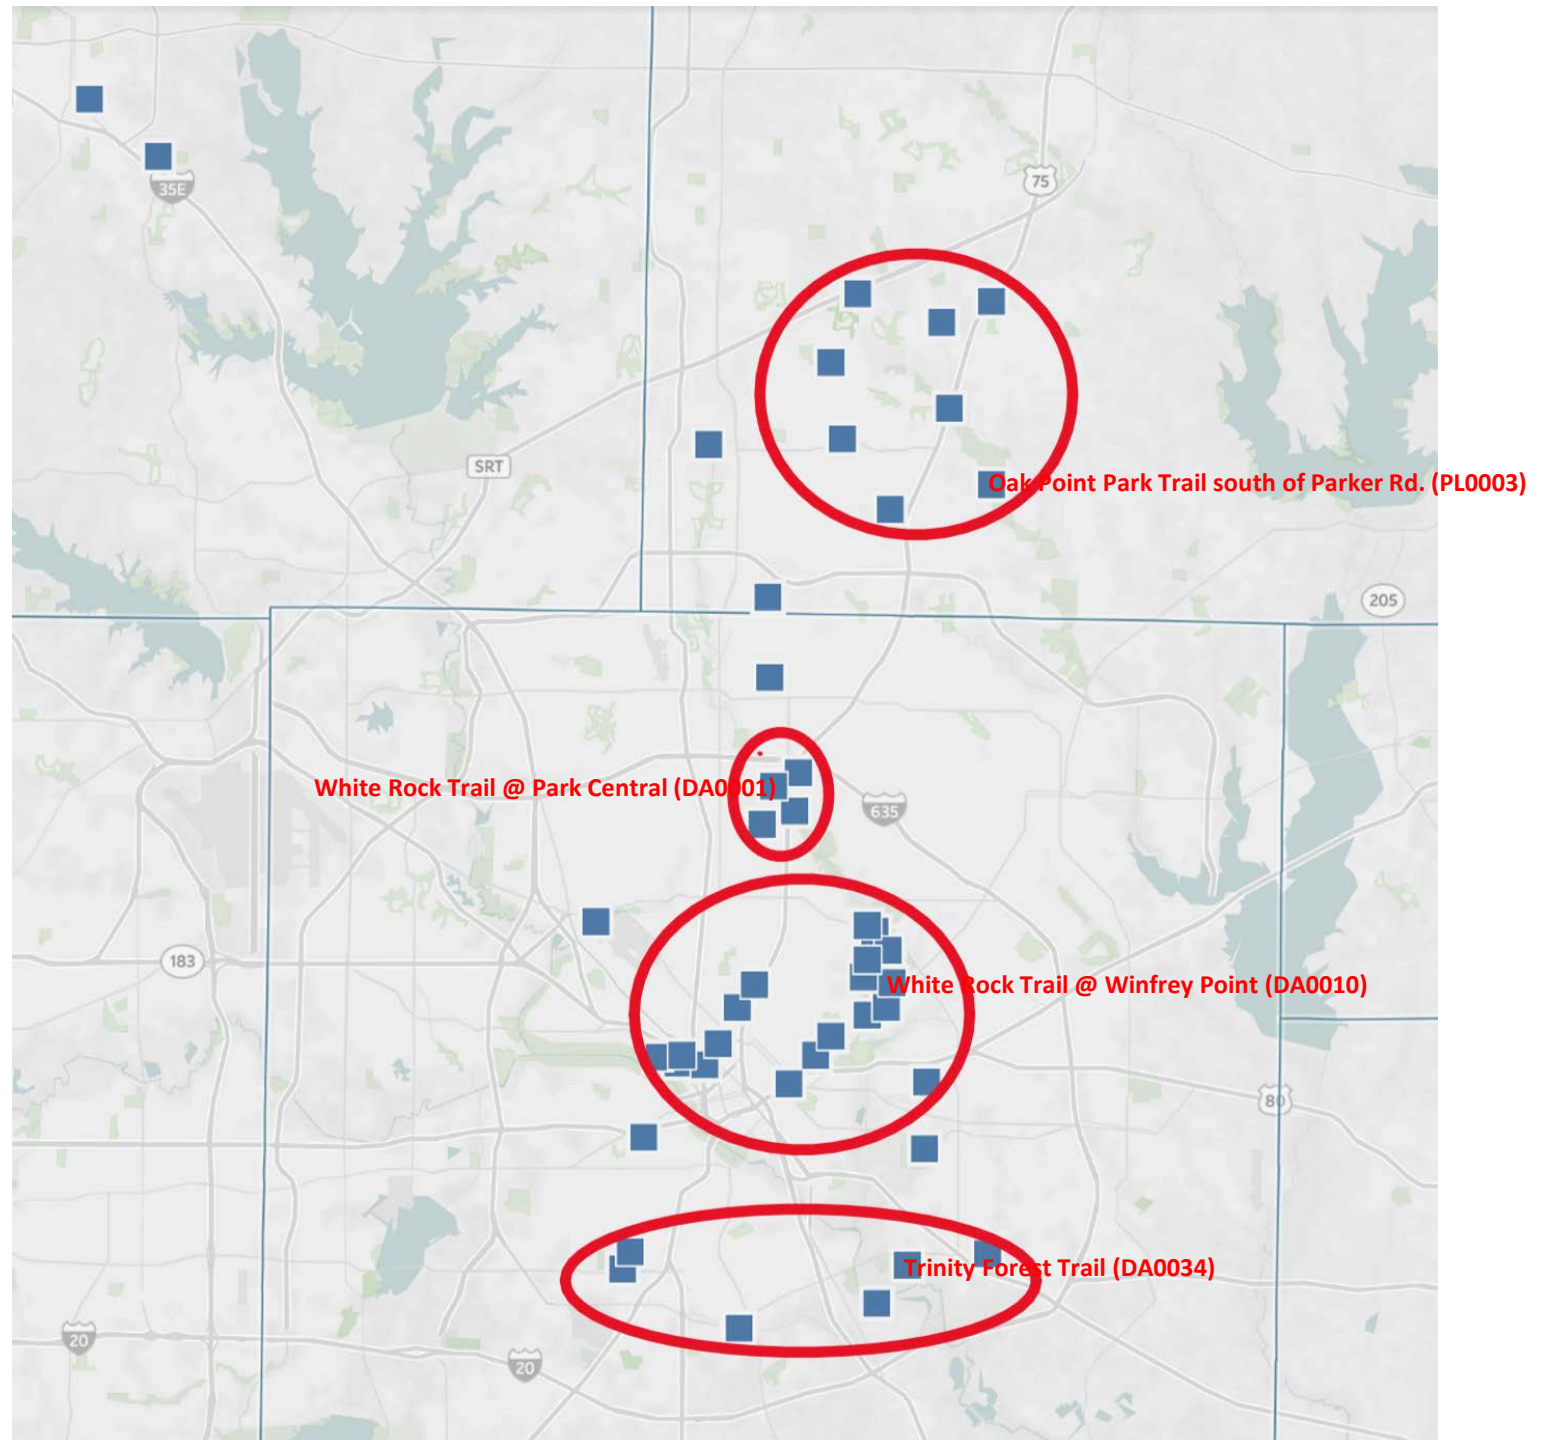 35E
75
SRT
Oak Point Park Trail south of Parker Rd. (PL0003)
205
White Rock Trail @ Park Central (DA0001)
635
183
White Rock Trail @ Winfrey Point (DA0010)
80
Trinity Forest Trail (DA0034)
20
20